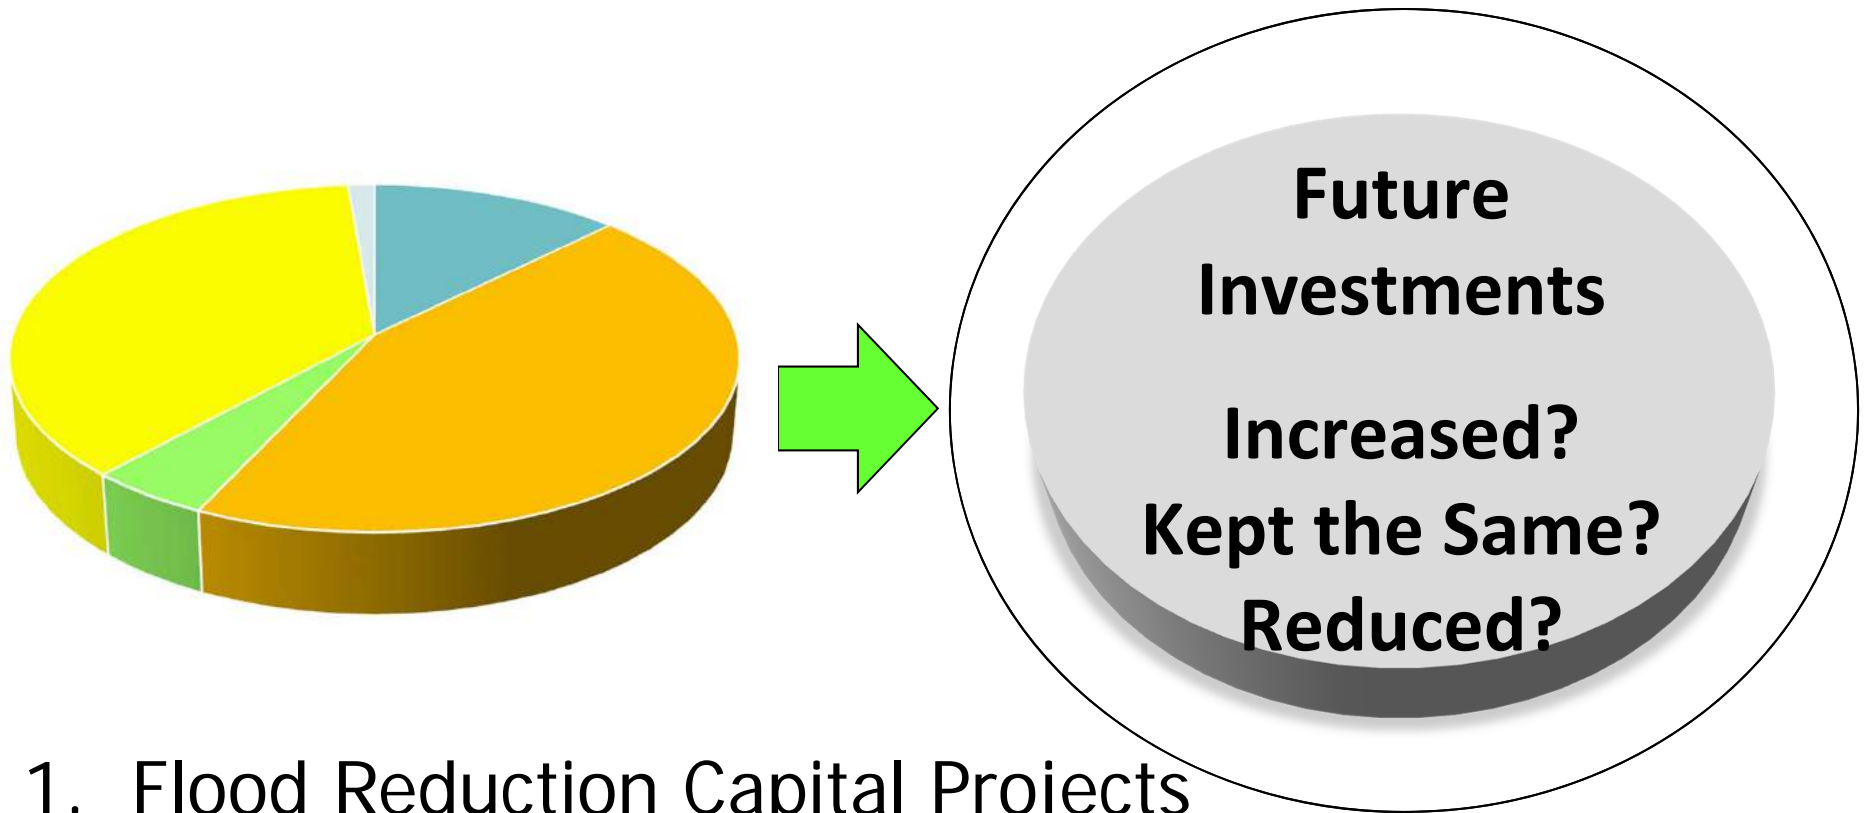 Future
Investments
Increased?
Kept the Same?
Reduced?
1. Flood Reduction Capital Projects